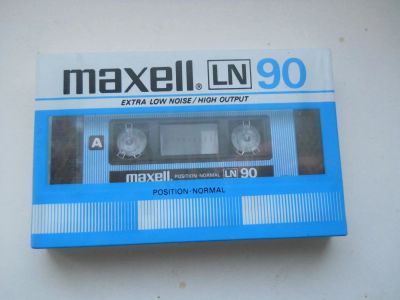 maxell® LN 90
EXTRA LOW NOISE/HIGH OUTPUT
A
maxell® POSITION·NORMAL LN 90
POSITION·NORMAL